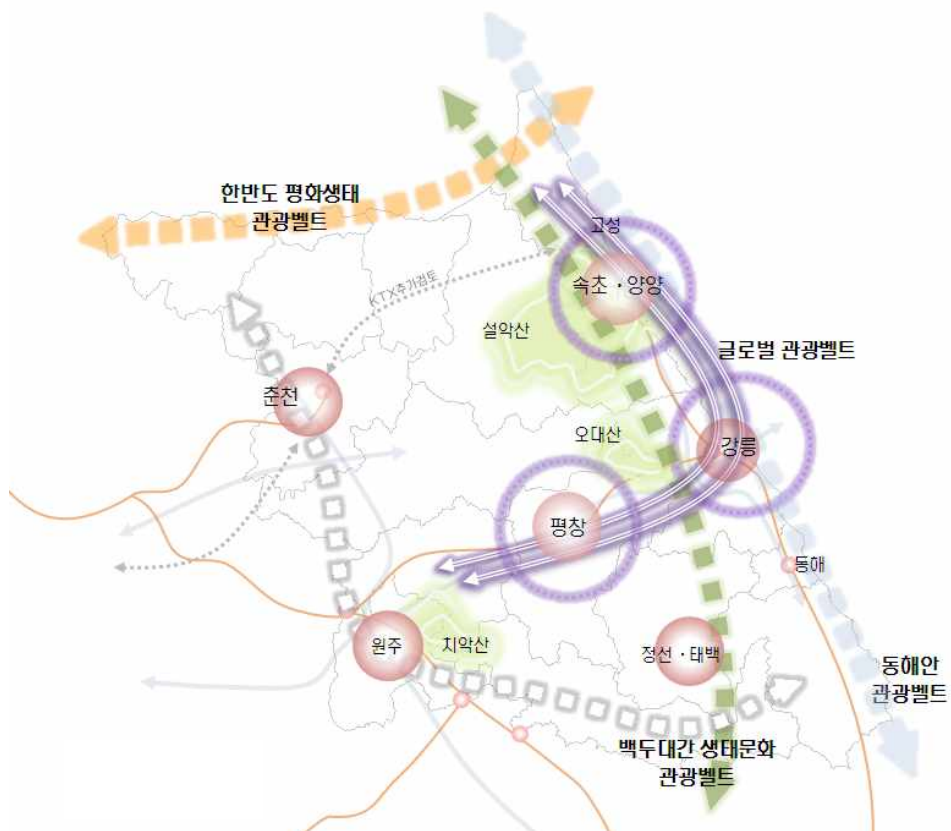 한반도 평화생태
관광벨트
고성
KTX추가검토
속초 · 양양
설악산
글로벌 관광벨트
춘천
오대산
강릉
평창
동해
원주
치악산
정선 · 태백
동해안
관광벨트
백두대간 생태문화
관광벨트